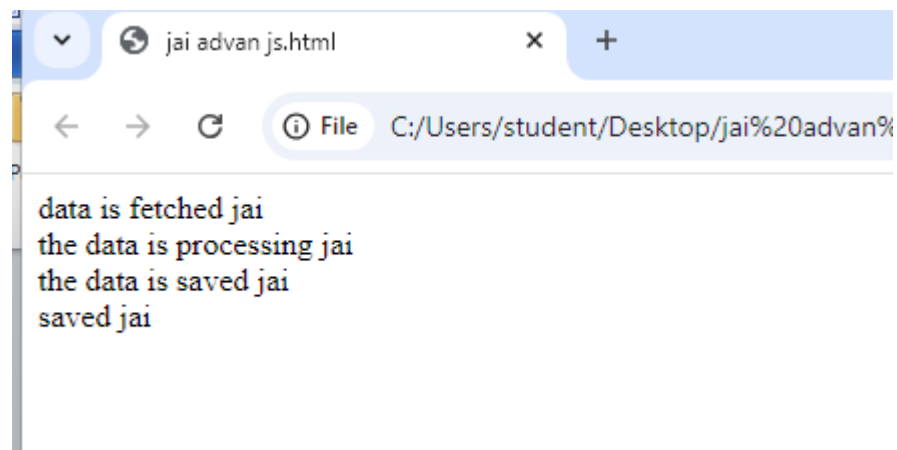 jai advan js.html
File C:/Users/student/Desktop/jai%20advan%
data is fetched jai
the data is processing jai
the data is saved jai
saved jai